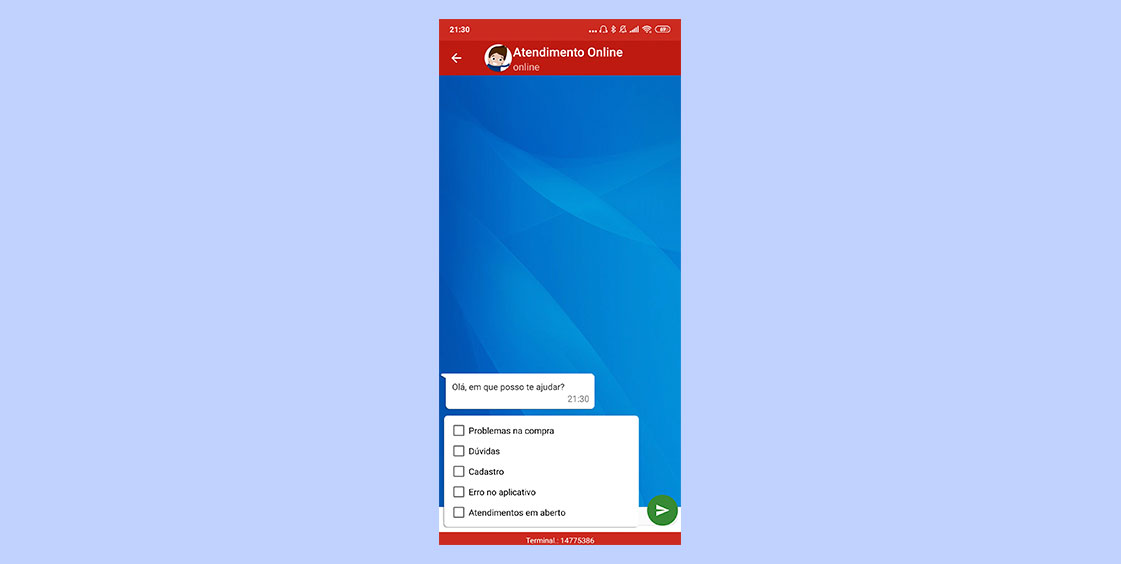 21:30
Atendimento Online
online
Olá, em que posso te ajudar?
21:30
Problemas na compra
Dúvidas
Cadastro
Erro no aplicativo
Atendimentos em aberto
Terminal.: 14775386